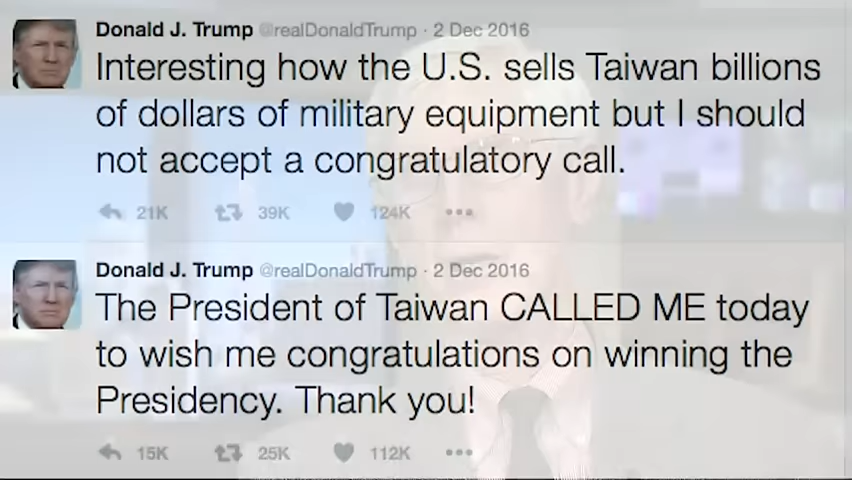 Donald J. Trump @realDonaldTrump · 2 Dec 2016
Interesting how the U.S. sells Taiwan billions
of dollars of military equipment but I should
not accept a congratulatory call.
21K 39K 124K •••
Donald J. Trump @realDonaldTrump · 2 Dec 2016
The President of Taiwan CALLED ME today
to wish me congratulations on winning the
Presidency. Thank you!
15K 25K 112K •••